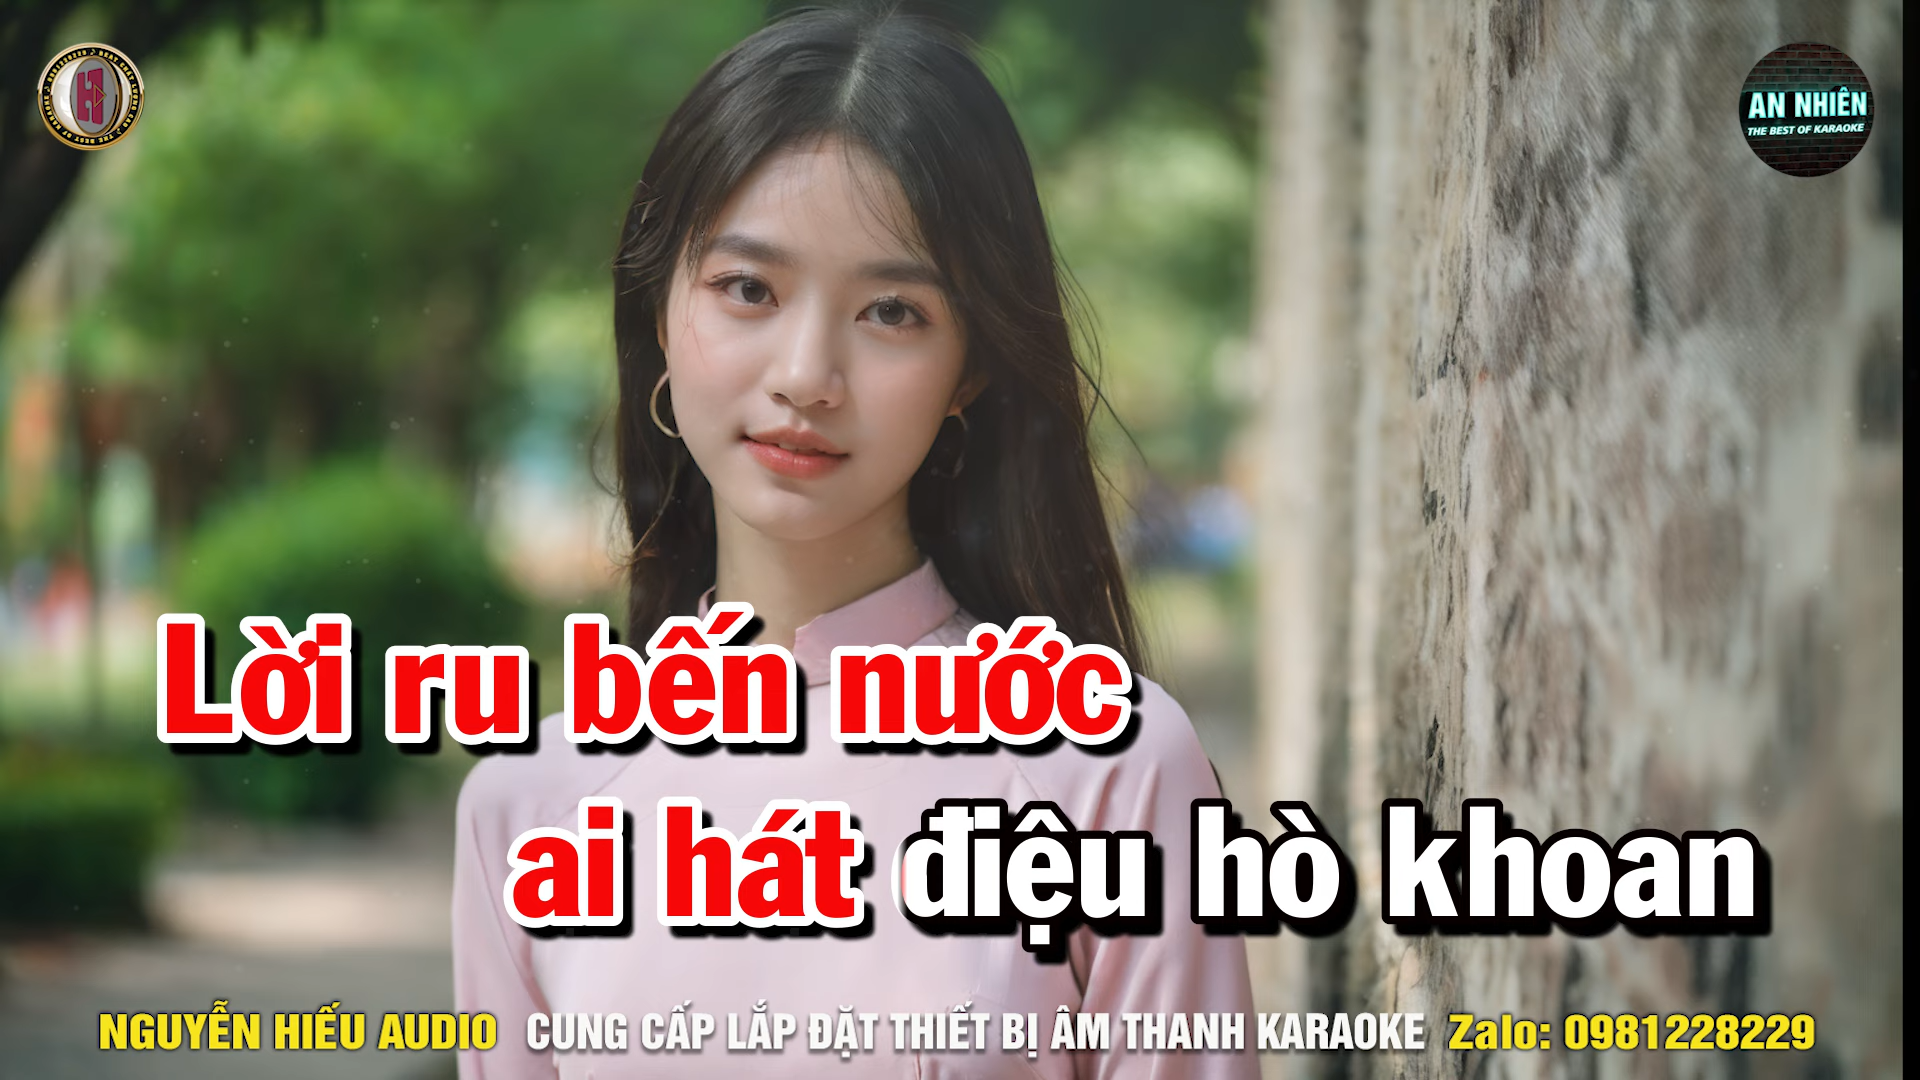 AN NHIÊN
THE BEST OF KARAOKE
Lời ru bến nước
ai hát điệu hò khoan
NGUYỄN HIẾU AUDIO CUNG CẤP LẮP ĐẶT THIẾT BỊ ÂM THANH KARAOKE Zalo: 0981228229